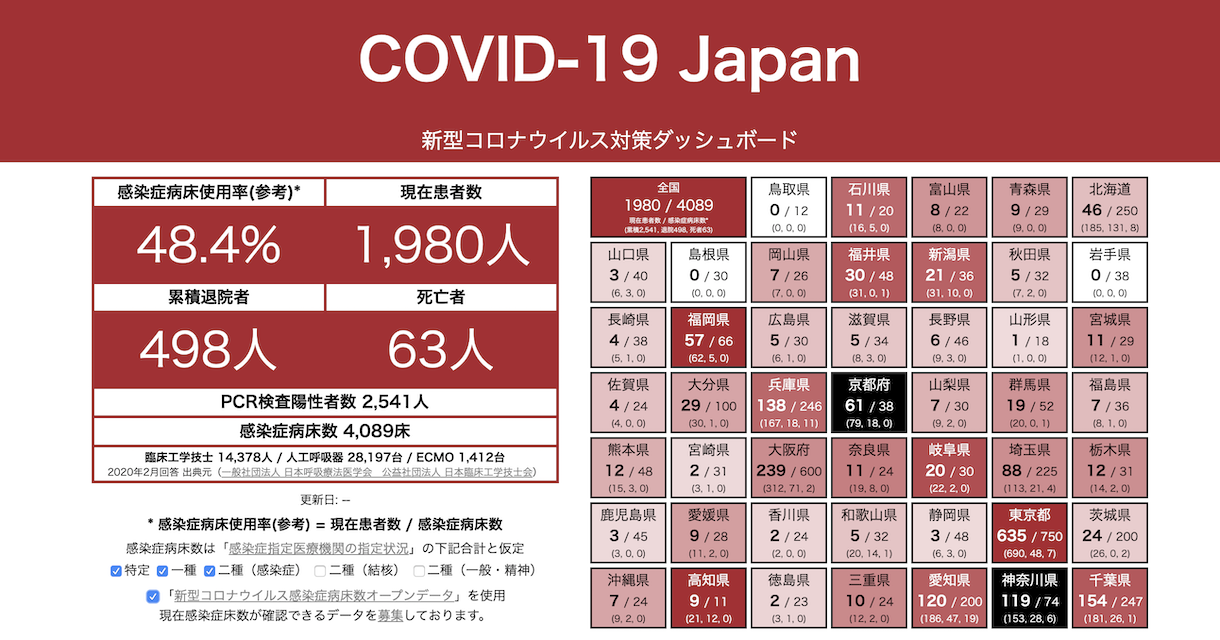 COVID-19 Japan
新型コロナウイルス対策ダッシュボード
感染症病床使用率(参考)*
現在患者数
48.4%
1,980人
累積退院者
死亡者
498人
63人
PCR検査陽性者数 2,541人
感染症病床数 4,089床
臨床工学技士 14,378人 / 人工呼吸器 28,197台 / ECMO 1,412台
2020年2月回答 出典元（一般社団法人 日本呼吸療法医学会　公益社団法人 日本臨床工学技士会）
更新日: --
* 感染症病床使用率(参考) = 現在患者数 / 感染症病床数
感染症病床数は「感染症指定医療機関の指定状況」の下記合計と仮定
特定 一種 二種（感染症） 二種（結核） 二種（一般・精神）
「新型コロナウイルス感染症病床数オープンデータ」を使用
現在感染症床数が確認できるデータを募集しております。
全国
1980 / 4089
現在患者数 / 感染症病床数*
(累積2,541, 退院498, 死者63)
鳥取県
0 / 12
(0, 0, 0)
石川県
11 / 20
(16, 5, 0)
富山県
8 / 22
(8, 0, 0)
青森県
9 / 29
(9, 0, 0)
北海道
46 / 250
(185, 131, 8)
山口県
3 / 40
(6, 3, 0)
島根県
0 / 30
(0, 0, 0)
岡山県
7 / 26
(7, 0, 0)
福井県
30 / 48
(31, 0, 1)
新潟県
21 / 36
(31, 10, 0)
秋田県
5 / 32
(7, 2, 0)
岩手県
0 / 38
(0, 0, 0)
長崎県
4 / 38
(5, 1, 0)
福岡県
57 / 66
(62, 5, 0)
広島県
5 / 30
(6, 1, 0)
滋賀県
5 / 34
(8, 3, 0)
長野県
6 / 46
(9, 3, 0)
山形県
1 / 18
(1, 0, 0)
宮城県
11 / 29
(12, 1, 0)
佐賀県
4 / 24
(4, 0, 0)
大分県
29 / 100
(30, 1, 0)
兵庫県
138 / 246
(167, 18, 11)
京都府
61 / 38
(79, 18, 0)
山梨県
7 / 30
(9, 2, 0)
群馬県
19 / 52
(20, 0, 1)
福島県
7 / 36
(8, 1, 0)
熊本県
12 / 48
(15, 3, 0)
宮崎県
2 / 31
(3, 1, 0)
大阪府
239 / 600
(312, 71, 2)
奈良県
11 / 24
(19, 8, 0)
岐阜県
20 / 30
(22, 2, 0)
埼玉県
88 / 225
(113, 21, 4)
栃木県
12 / 31
(14, 2, 0)
鹿児島県
3 / 45
(3, 0, 0)
愛媛県
9 / 28
(11, 2, 0)
香川県
2 / 24
(2, 0, 0)
和歌山県
5 / 32
(20, 14, 1)
静岡県
3 / 48
(6, 3, 0)
東京都
635 / 750
(690, 48, 7)
茨城県
24 / 200
(26, 0, 2)
沖縄県
7 / 24
(9, 2, 0)
高知県
9 / 11
(21, 12, 0)
徳島県
2 / 23
(3, 1, 0)
三重県
10 / 24
(12, 2, 0)
愛知県
120 / 200
(186, 47, 19)
神奈川県
119 / 74
(153, 28, 6)
千葉県
154 / 247
(181, 26, 1)